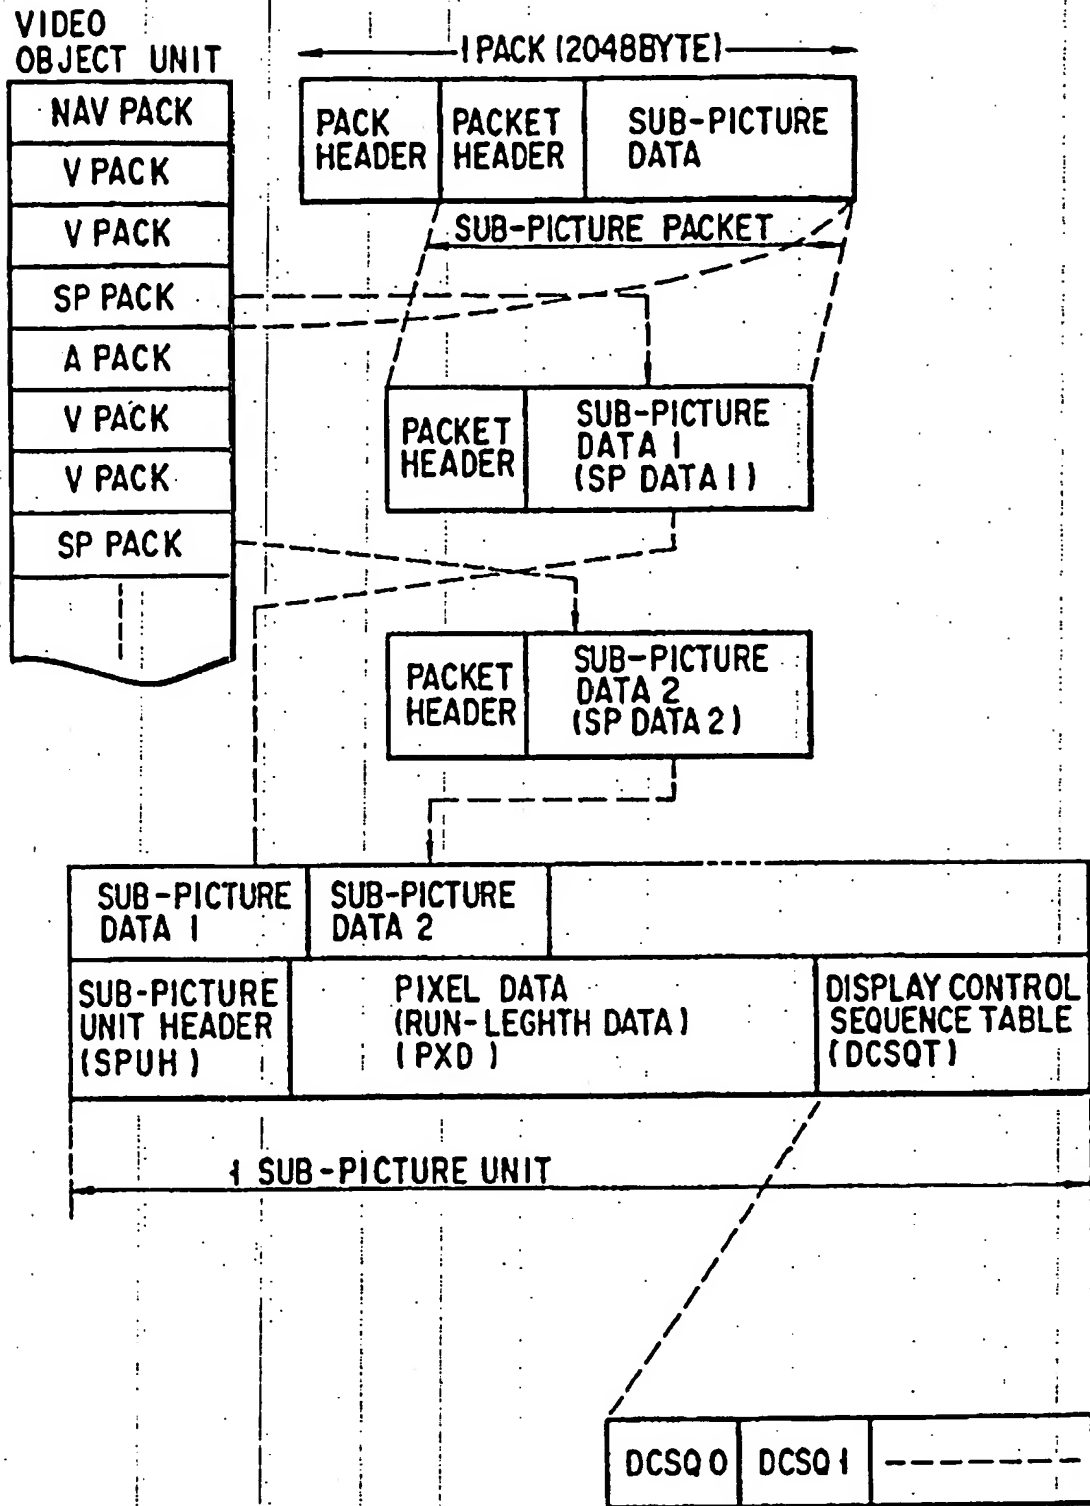 VIDEO
OBJECT UNIT
NAV PACK
V PACK
V PACK
SP PACK
A PACK
V PACK
V PACK
SP PACK
1 PACK (2048BYTE)
PACK
HEADER
PACKET
HEADER
SUB-PICTURE
DATA
SUB-PICTURE PACKET
PACKET
HEADER
SUB-PICTURE
DATA 1
(SP DATA 1)
PACKET
HEADER
SUB-PICTURE
DATA 2
(SP DATA 2)
SUB-PICTURE
DATA 1
SUB-PICTURE
DATA 2
SUB-PICTURE
UNIT HEADER
(SPUH)
PIXEL DATA
(RUN-LEGHTH DATA)
(PXD)
DISPLAY CONTROL
SEQUENCE TABLE
(DCSQT)
1 SUB-PICTURE UNIT
DCSQ 0
DCSQ 1